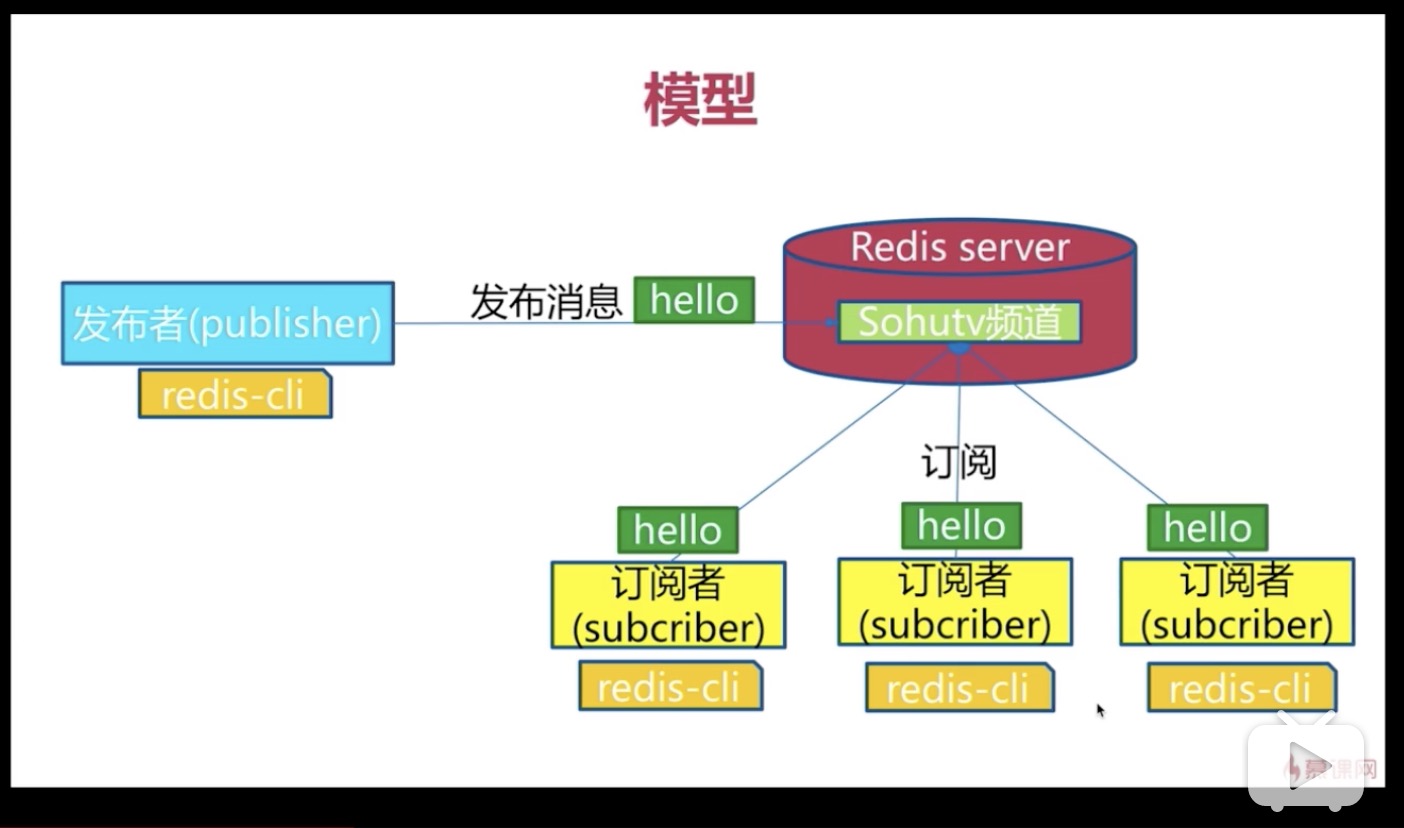 模型
Redis server
发布消息 hello
发布者(publisher)
Sohutv频道
redis-cli
订阅
hello
hello
hello
订阅者
(subcriber)
订阅者
(subcriber)
订阅者
(subcriber)
redis-cli
redis-cli
redis-cli
慕课网